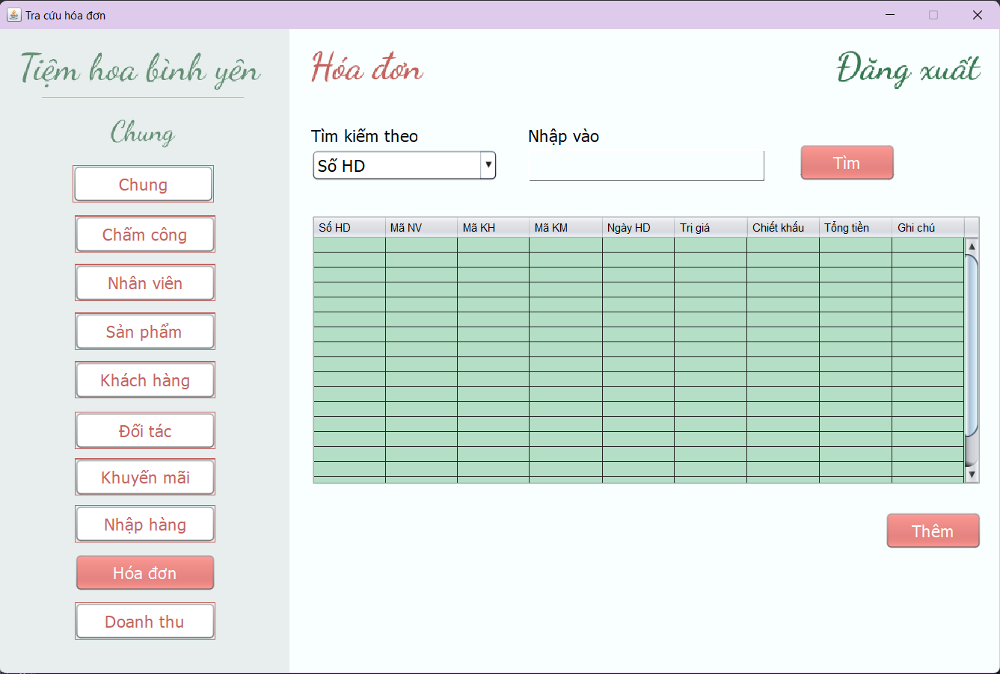 Tra cứu hóa đơn
Tiệm hoa bình yên
Chung
Chung
Chấm công
Nhân viên
Sản phẩm
Khách hàng
Đối tác
Khuyến mãi
Nhập hàng
Hóa đơn
Doanh thu
Hóa đơn
Đăng xuất
Tìm kiếm theo
Nhập vào
Số HD
Tìm
Số HD Mã NV Mã KH Mã KM Ngày HD Trị giá Chiết khấu Tổng tiền Ghi chú
Thêm